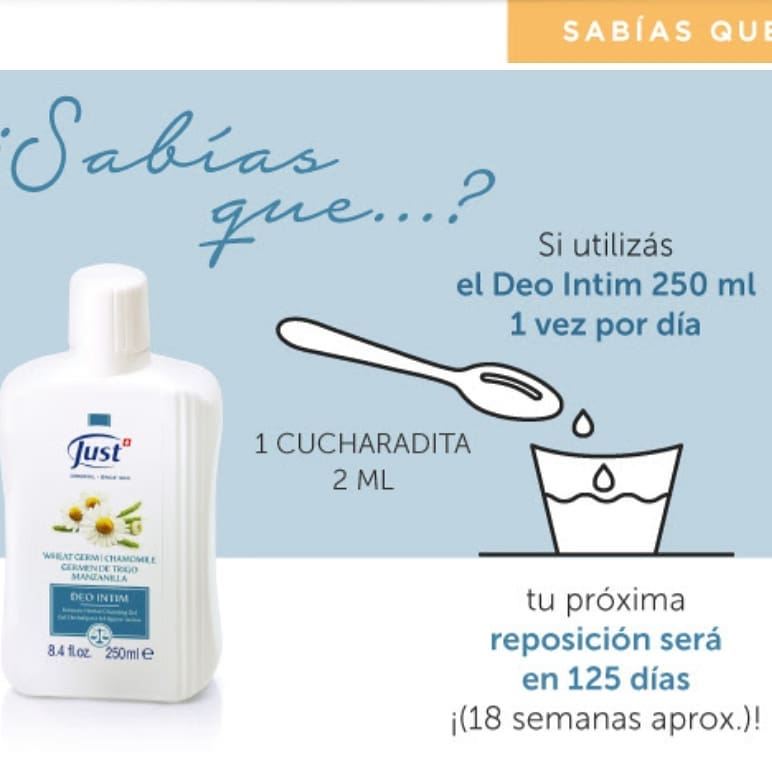 SABÍAS QUE
¿Sabías
que...?
Si utilizás
el Deo Intim 250 ml
1 vez por día
1 CUCHARADITA
2 ML
Just
WHEAT GERM | CHAMOMILE
GERMEN DE TRIGO
MANZANILLA
DEO INTIM
8.4 fl.oz. 250ml e
tu próxima
reposición será
en 125 días
¡(18 semanas aprox.)!